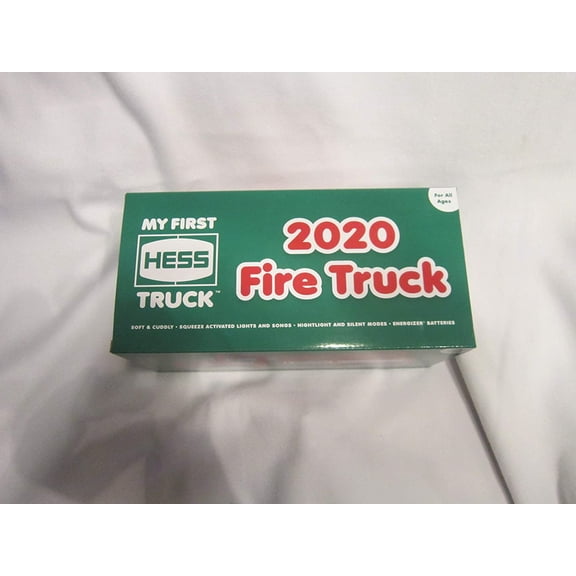 For All
Ages
MY FIRST
HESS
TRUCK™
2020
Fire Truck
SOFT & CUDDLY • SQUEEZE ACTIVATED LIGHTS AND SONGS • NIGHTLIGHT AND SILENT MODES • ENERGIZER® BATTERIES